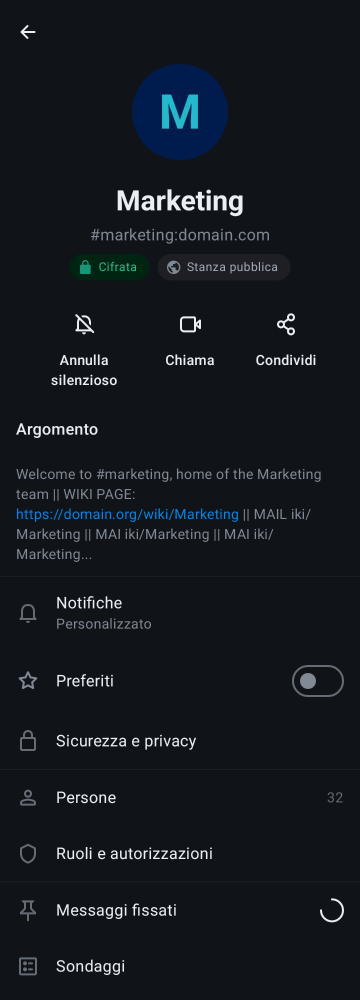 M
Marketing
#marketing:domain.com
Cifrata
Stanza pubblica
Annulla
silenzioso
Chiama
Condividi
Argomento
Welcome to #marketing, home of the Marketing
team || WIKI PAGE:
https://domain.org/wiki/Marketing || MAIL iki/
Marketing || MAI iki/Marketing || MAI iki/
Marketing...
Notifiche
Personalizzato
Preferiti
Sicurezza e privacy
Persone 32
Ruoli e autorizzazioni
Messaggi fissati
Sondaggi